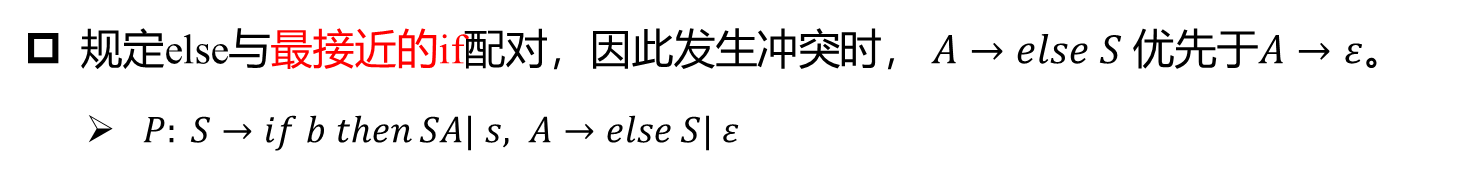 ❑ 规定else与最接近的if配对，因此发生冲突时， A → else S 优先于A → ε。
➢ P: S → if b then SA| s, A → else S| ε